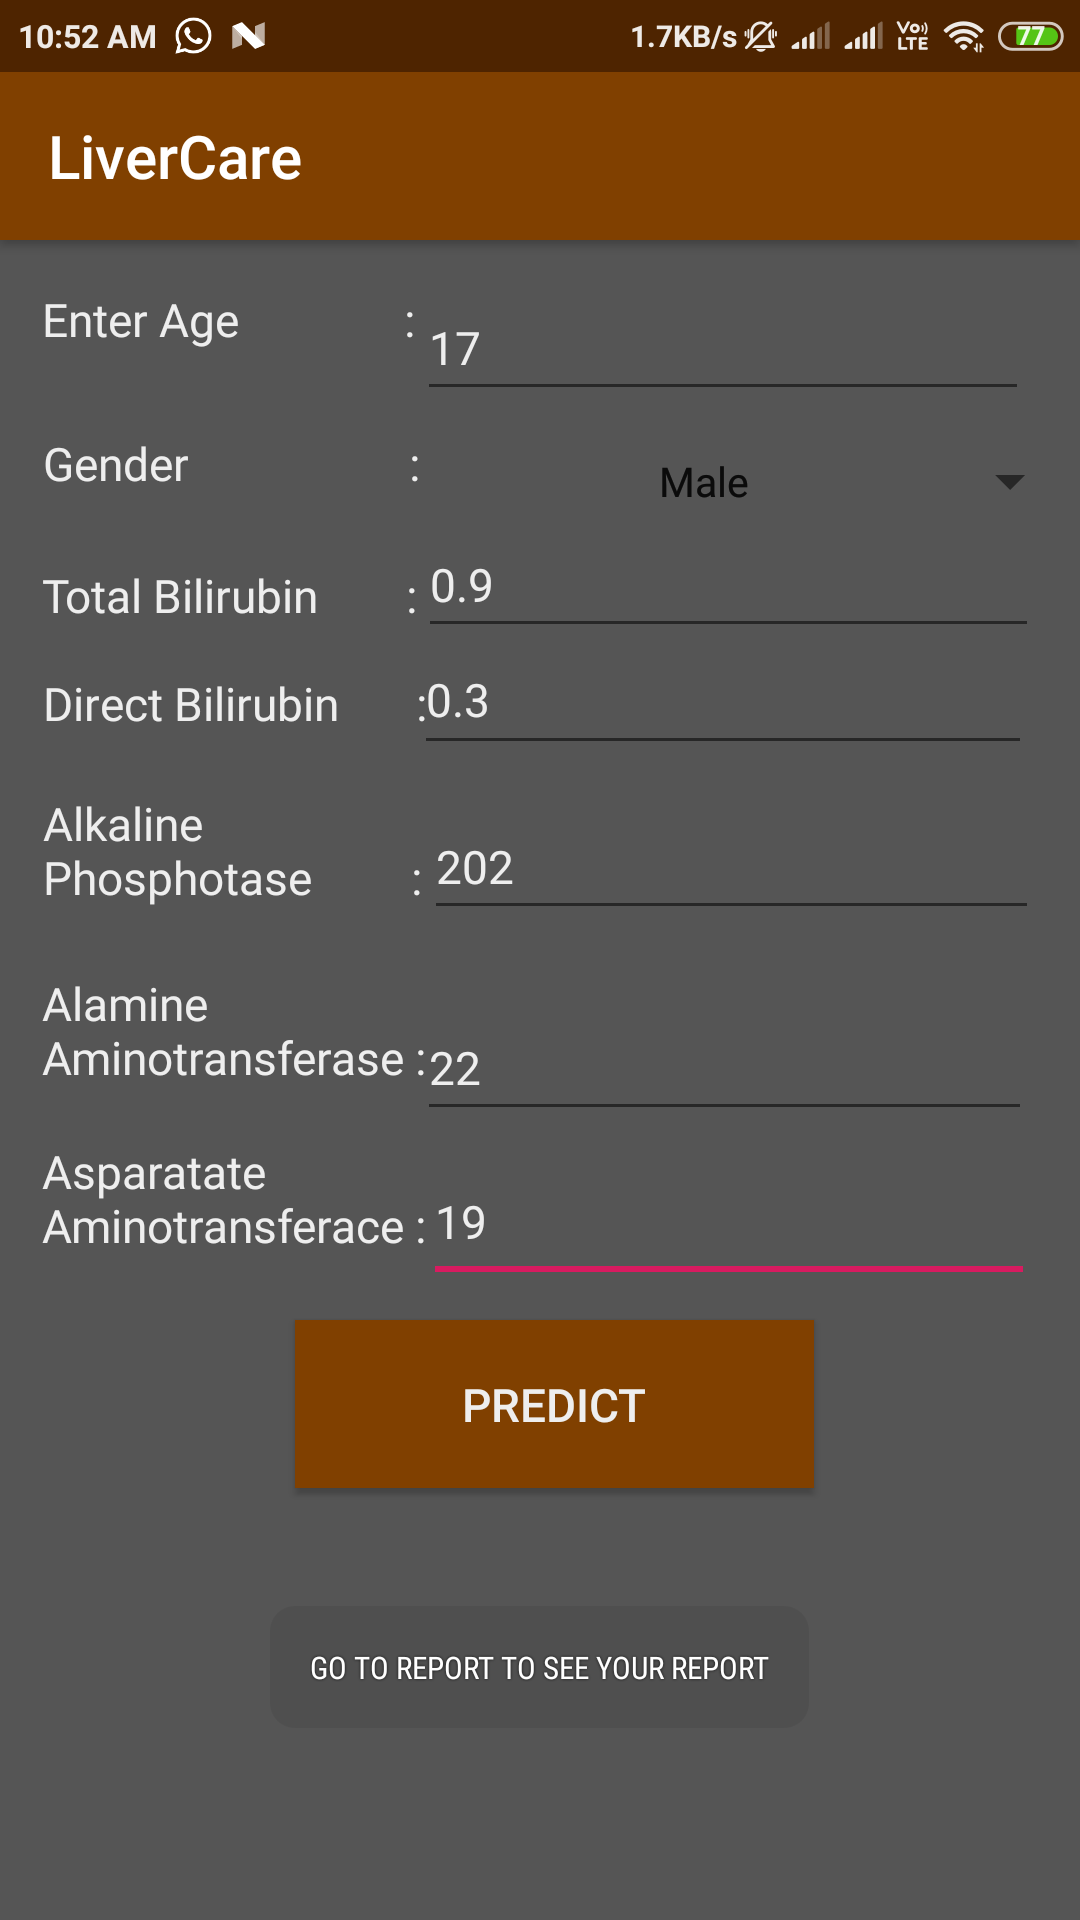 10:52 AM 1.7KB/s Vo)) LTE 77
LiverCare
Enter Age : 17
Gender : Male
Total Bilirubin : 0.9
Direct Bilirubin :0.3
Alkaline
Phosphotase : 202
Alamine
Aminotransferase :22
Asparatate
Aminotransferace : 19
PREDICT
GO TO REPORT TO SEE YOUR REPORT